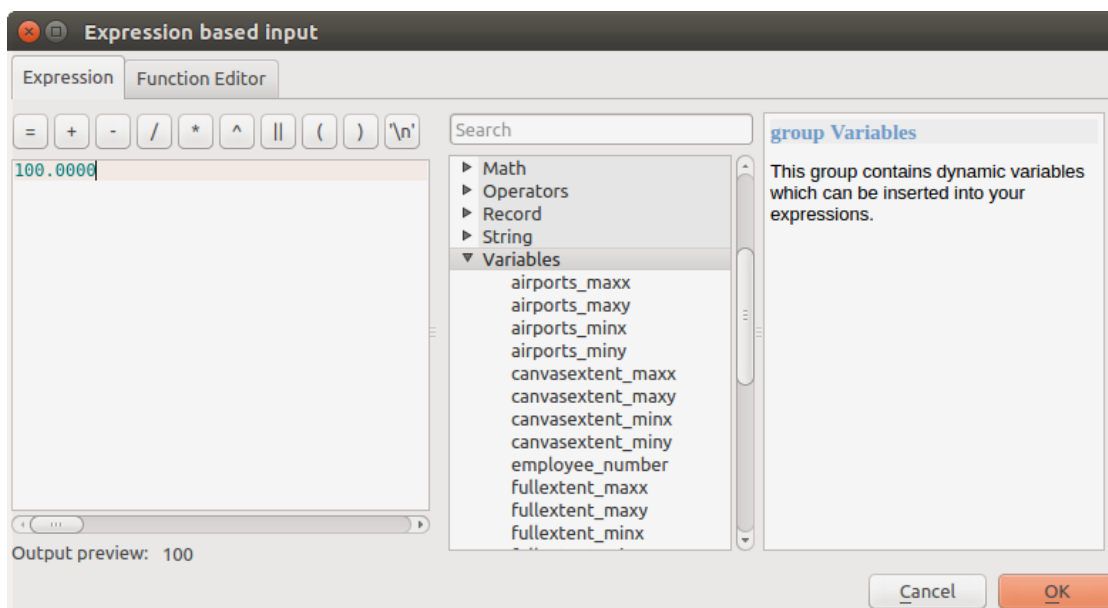 Expression based input
Expression
Function Editor
= + - / * ^ || ( ) '\n'
100.0000
Output preview: 100
Search
Math
Operators
Record
String
Variables
airports_maxx
airports_maxy
airports_minx
airports_miny
canvasextent_maxx
canvasextent_maxy
canvasextent_minx
canvasextent_miny
employee_number
fullextent_maxx
fullextent_maxy
fullextent_minx
group Variables
This group contains dynamic variables
which can be inserted into your
expressions.
Cancel
OK